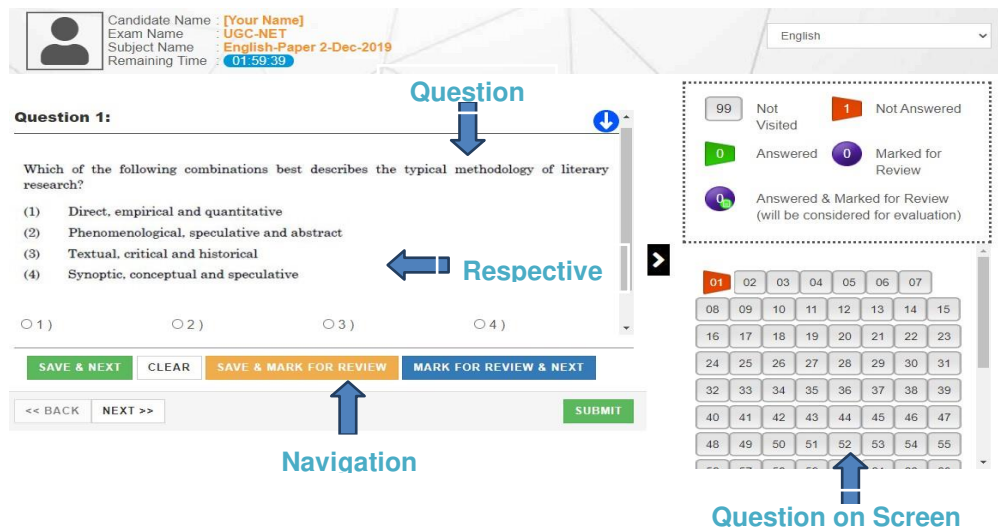 Candidate Name : [Your Name]
Exam Name : UGC-NET
Subject Name : English-Paper 2-Dec-2019
Remaining Time : 01:59:39
English
Question
Question 1:
Which of the following combinations best describes the typical methodology of literary
research?
(1) Direct, empirical and quantitative
(2) Phenomenological, speculative and abstract
(3) Textual, critical and historical
(4) Synoptic, conceptual and speculative
Respective
1 ) 2 ) 3 ) 4 )
SAVE & NEXT CLEAR SAVE & MARK FOR REVIEW MARK FOR REVIEW & NEXT
<< BACK NEXT >> SUBMIT
Navigation
99 Not
Visited
1 Not Answered
0 Answered
0 Marked for
Review
0 Answered & Marked for Review
(will be considered for evaluation)
01 02 03 04 05 06 07
08 09 10 11 12 13 14 15
16 17 18 19 20 21 22 23
24 25 26 27 28 29 30 31
32 33 34 35 36 37 38 39
40 41 42 43 44 45 46 47
48 49 50 51 52 53 54 55
Question on Screen